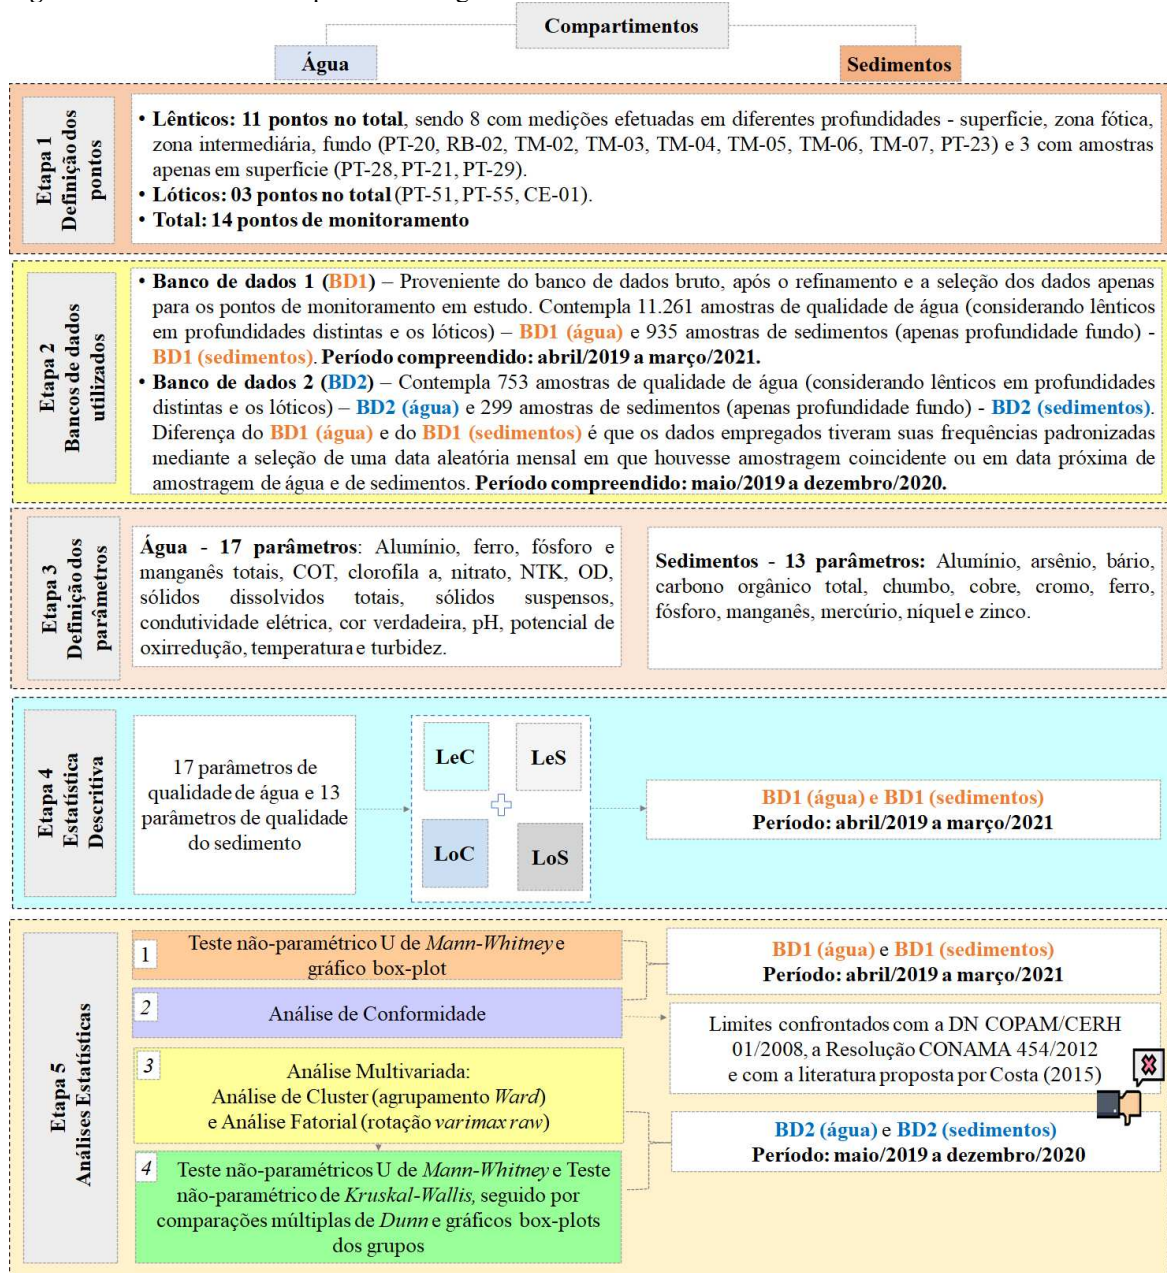 Compartimentos
Água
Sedimentos
Etapa 1
Definição dos
pontos
• Lênticos: 11 pontos no total, sendo 8 com medições efetuadas em diferentes profundidades - superfície, zona fótica,
zona intermediária, fundo (PT-20, RB-02, TM-02, TM-03, TM-04, TM-05, TM-06, TM-07, PT-23) e 3 com amostras
apenas em superfície (PT-28, PT-21, PT-29).
• Lóticos: 03 pontos no total (PT-51, PT-55, CE-01).
• Total: 14 pontos de monitoramento
Etapa 2
Bancos de dados
utilizados
• Banco de dados 1 (BD1) – Proveniente do banco de dados bruto, após o refinamento e a seleção dos dados apenas
para os pontos de monitoramento em estudo. Contempla 11.261 amostras de qualidade de água (considerando lênticos
em profundidades distintas e os lóticos) – BD1 (água) e 935 amostras de sedimentos (apenas profundidade fundo) -
BD1 (sedimentos). Período compreendido: abril/2019 a março/2021.
• Banco de dados 2 (BD2) – Contempla 753 amostras de qualidade de água (considerando lênticos em profundidades
distintas e os lóticos) – BD2 (água) e 299 amostras de sedimentos (apenas profundidade fundo) - BD2 (sedimentos).
Diferença do BD1 (água) e do BD1 (sedimentos) é que os dados empregados tiveram suas frequências padronizadas
mediante a seleção de uma data aleatória mensal em que houvesse amostragem coincidente ou em data próxima de
amostragem de água e de sedimentos. Período compreendido: maio/2019 a dezembro/2020.
Etapa 3
Definição dos
parâmetros
Água - 17 parâmetros: Alumínio, ferro, fósforo e
manganês totais, COT, clorofila a, nitrato, NTK, OD,
sólidos dissolvidos totais, sólidos suspensos,
condutividade elétrica, cor verdadeira, pH, potencial de
oxirredução, temperatura e turbidez.
Sedimentos - 13 parâmetros: Alumínio, arsênio, bário,
carbono orgânico total, chumbo, cobre, cromo, ferro,
fósforo, manganês, mercúrio, níquel e zinco.
Etapa 4
Estatística
Descritiva
17 parâmetros de
qualidade de água e 13
parâmetros de qualidade
do sedimento
LeC
LeS
LoC
LoS
BD1 (água) e BD1 (sedimentos)
Período: abril/2019 a março/2021
Etapa 5
Análises Estatísticas
1
Teste não-paramétrico U de Mann-Whitney e
gráfico box-plot
2
Análise de Conformidade
BD1 (água) e BD1 (sedimentos)
Período: abril/2019 a março/2021
Limites confrontados com a DN COPAM/CERH
01/2008, a Resolução CONAMA 454/2012
e com a literatura proposta por Costa (2015)
3
Análise Multivariada:
Análise de Cluster (agrupamento Ward)
e Análise Fatorial (rotação varimax raw)
BD2 (água) e BD2 (sedimentos)
Período: maio/2019 a dezembro/2020
4
Teste não-paramétricos U de Mann-Whitney e Teste
não-paramétrico de Kruskal-Wallis, seguido por
comparações múltiplas de Dunn e gráficos box-plots
dos grupos